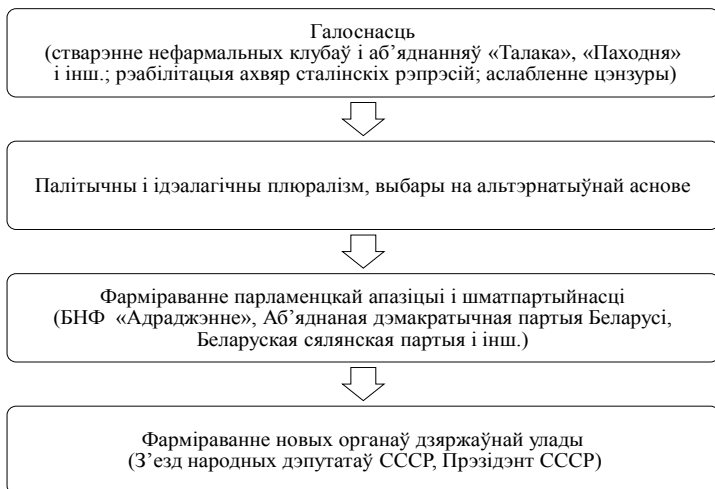 Галоснасць
(стварэнне нефармальных клубаў і аб’яднанняў «Талака», «Паходня»
і інш.; рэабілітацыя ахвяр сталінскіх рэпрэсій; аслабленне цэнзуры)
Палітычны і ідэалагічны плюралізм, выбары на альтэрнатыўнай аснове
Фарміраванне парламенцкай апазіцыі і шматпартыйнасці
(БНФ «Адраджэнне», Аб’яднаная дэмакратычная партыя Беларусі,
Беларуская сялянская партыя і інш.)
Фарміраванне новых органаў дзяржаўнай улады
(З’езд народных дэпутатаў СССР, Прэзідэнт СССР)